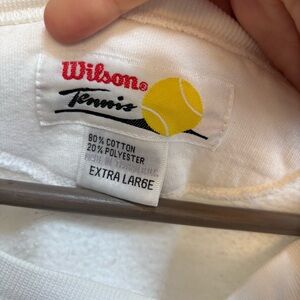 Wilson®
Tennis
80% COTTON
20% POLYESTER
EXTRA LARGE